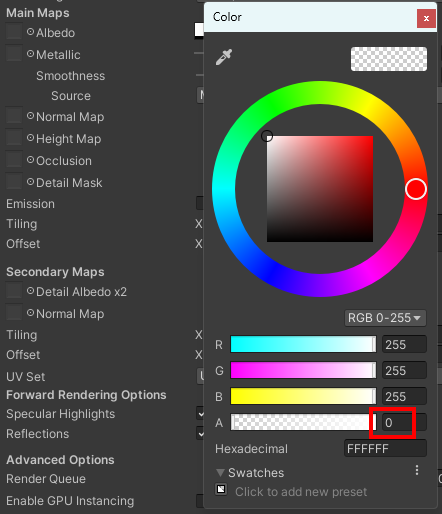 Main Maps
Albedo
Metallic
Smoothness
Source
Normal Map
Height Map
Occlusion
Detail Mask
Emission
Tiling X
Offset X
Secondary Maps
Detail Albedo x2
Normal Map
Tiling X
Offset X
UV Set
Forward Rendering Options
Specular Highlights
Reflections
Advanced Options
Render Queue
Enable GPU Instancing
Color
x
RGB 0-255
R 255
G 255
B 255
A 0
Hexadecimal FFFFFF
Swatches
Click to add new preset